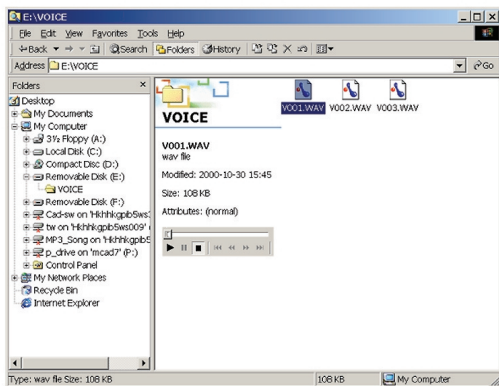 E:\VOICE
File Edit View Favorites Tools Help
Back Search Folders History
Address E:\VOICE Go
Folders
Desktop
My Documents
My Computer
3½ Floppy (A:)
Local Disk (C:)
Compact Disc (D:)
Removable Disk (E:)
VOICE
Removable Disk (F:)
Cad-sw on 'Hkhhkgpb5ws:
tw on 'Hkhhkgpb5ws009' (
MP3_Song on 'Hkhhkgpb5
p_drive on 'mcad7' (P:)
Control Panel
My Network Places
Recycle Bin
Internet Explorer
VOICE
V001.WAV
wav file
Modified: 2000-10-30 15:45
Size: 108 KB
Attributes: (normal)
V001.WAV V002.WAV V003.WAV
Type: wav file Size: 108 KB 108 KB My Computer